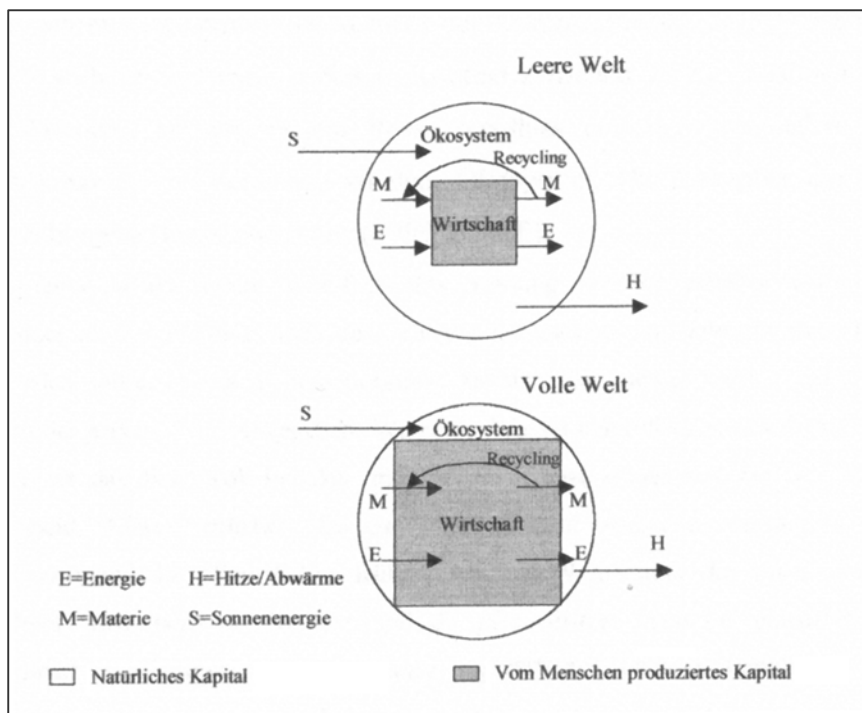 Leere Welt
S
Ökosystem
Recycling
M
M
Wirtschaft
E
E
H
Volle Welt
S
Ökosystem
Recycling
M
M
Wirtschaft
E
E
H
E=Energie H=Hitze/Abwärme
M=Materie S=Sonnenenergie
Natürliches Kapital Vom Menschen produziertes Kapital